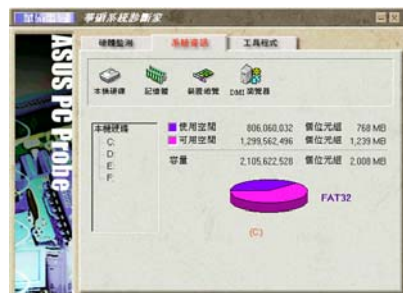 華碩系統診斷家
ASUS PC Probe
硬體監測
系統資訊
工具程式
本機硬碟
記憶體
裝置總覽
DMI 瀏覽器
本機硬碟
C:
D:
E:
F:
使用空間 806,060,032 個位元組 768 MB
可用空間 1,299,562,496 個位元組 1,239 MB
容量 2,105,622,528 個位元組 2,008 MB
FAT32
(C:)